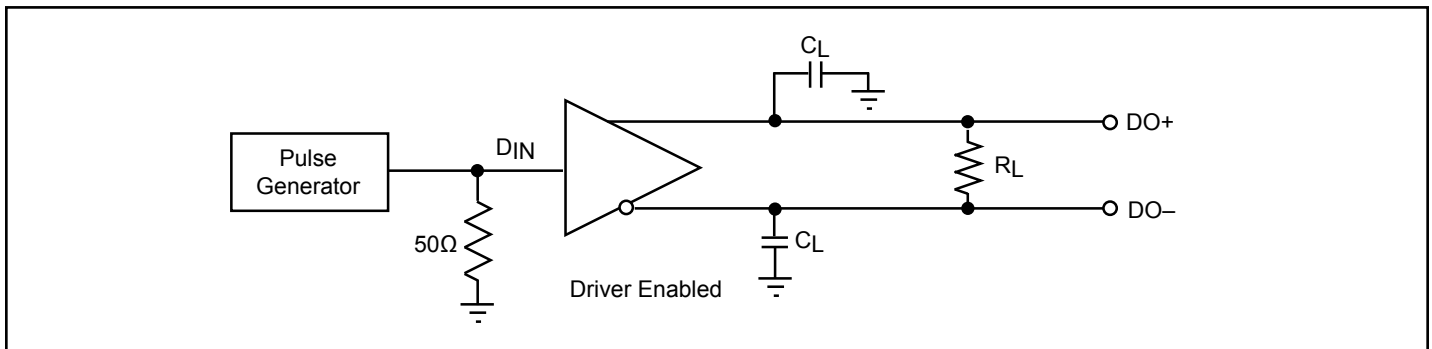 CL
DO+
DIN
Pulse
Generator
RL
DO–
50Ω
CL
Driver Enabled